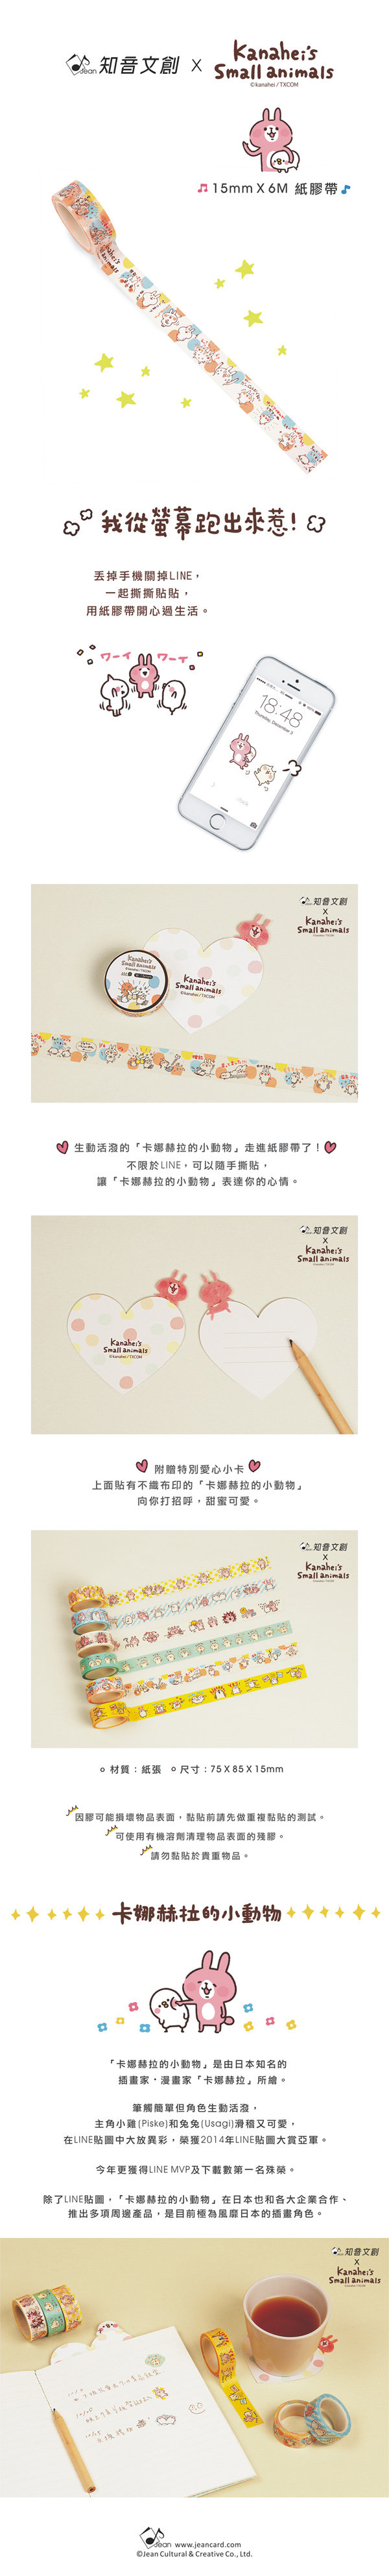 Jean 知音文創 X Kanahei's Small animals
©kanahei / TXCOM
15mm X 6M 紙膠帶
Kanahei's Small animals
我從螢幕跑出來惹!
丟掉手機關掉LINE，
一起撕撕貼貼，
用紙膠帶開心過生活。
ワーイ ワーイ
18:48
Thursday, December 3
知音文創
X
Kanahei's
Small animals
Kanahei's
Small animals
©kanahei / TXCOM
Kanahei's
Small animals
©kanahei / TXCOM
生動活潑的「卡娜赫拉的小動物」走進紙膠帶了！
不限於LINE，可以隨手撕貼，
讓「卡娜赫拉的小動物」表達你的心情。
知音文創
X
Kanahei's
Small animals
Kanahei's
Small animals
©kanahei / TXCOM
附贈特別愛心小卡
上面貼有不織布印的「卡娜赫拉的小動物」
向你打招呼，甜蜜可愛。
知音文創
X
Kanahei's
Small animals
材質：紙張 尺寸：75 X 85 X 15mm
因膠可能損壞物品表面，黏貼前請先做重複黏貼的測試。
可使用有機溶劑清理物品表面的殘膠。
請勿黏貼於貴重物品。
卡娜赫拉的小動物
「卡娜赫拉的小動物」是由日本知名的
插畫家・漫畫家「卡娜赫拉」所繪。
筆觸簡單但角色生動活潑，
主角小雞(Piske)和兔兔(Usagi)滑稽又可愛，
在LINE貼圖中大放異彩，榮獲2014年LINE貼圖大賞亞軍。
今年更獲得LINE MVP及下載數第一名殊榮。
除了LINE貼圖，「卡娜赫拉的小動物」在日本也和各大企業合作、
推出多項周邊產品，是目前極為風靡日本的插畫角色。
知音文創
X
Kanahei's
Small animals
Jean www.jeancard.com
©Jean Cultural & Creative Co., Ltd.